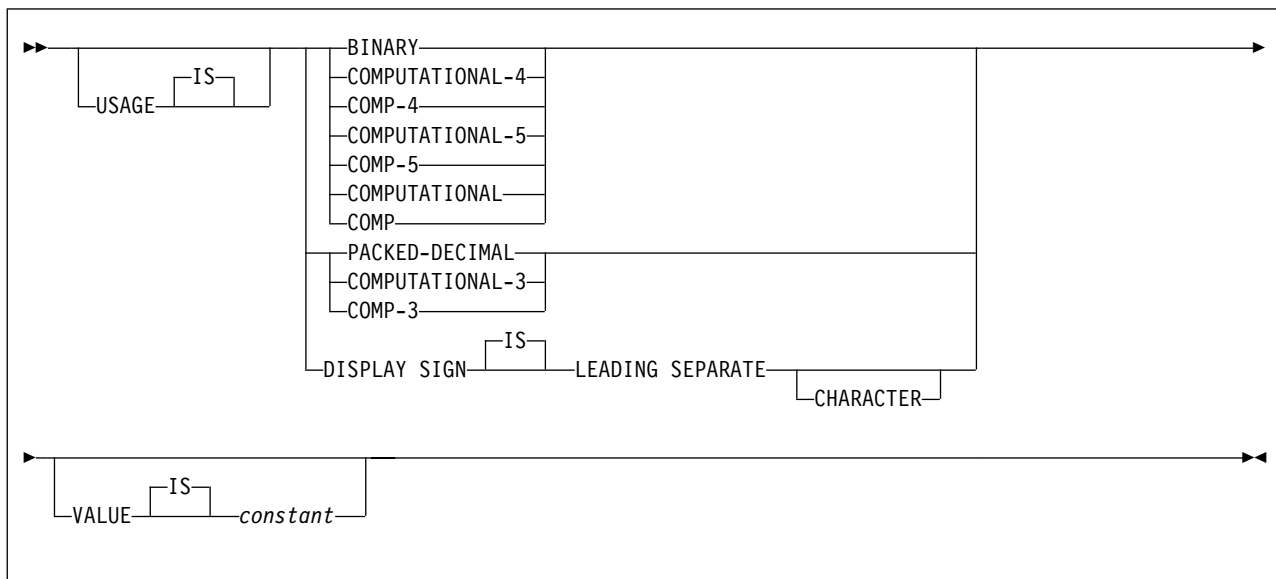 BINARY
IS
COMPUTATIONAL-4
USAGE
COMP-4
COMPUTATIONAL-5
COMP-5
COMPUTATIONAL
COMP
PACKED-DECIMAL
COMPUTATIONAL-3
COMP-3
IS
DISPLAY SIGN LEADING SEPARATE
CHARACTER
IS
VALUE constant